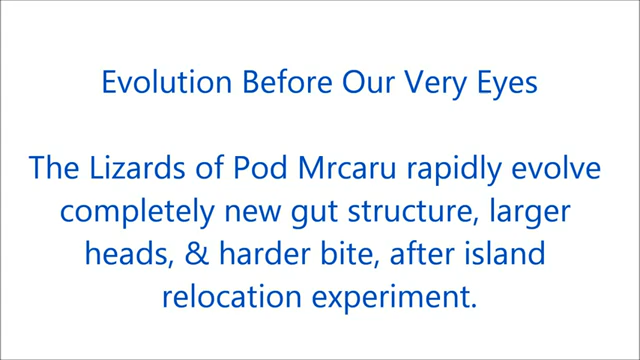 Evolution Before Our Very Eyes
The Lizards of Pod Mrcaru rapidly evolve
completely new gut structure, larger
heads, & harder bite, after island
relocation experiment.